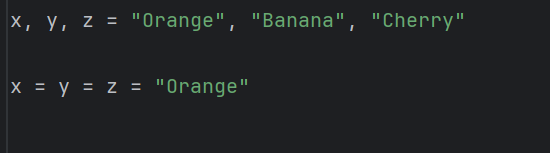 x, y, z = "Orange", "Banana", "Cherry"
x = y = z = "Orange"